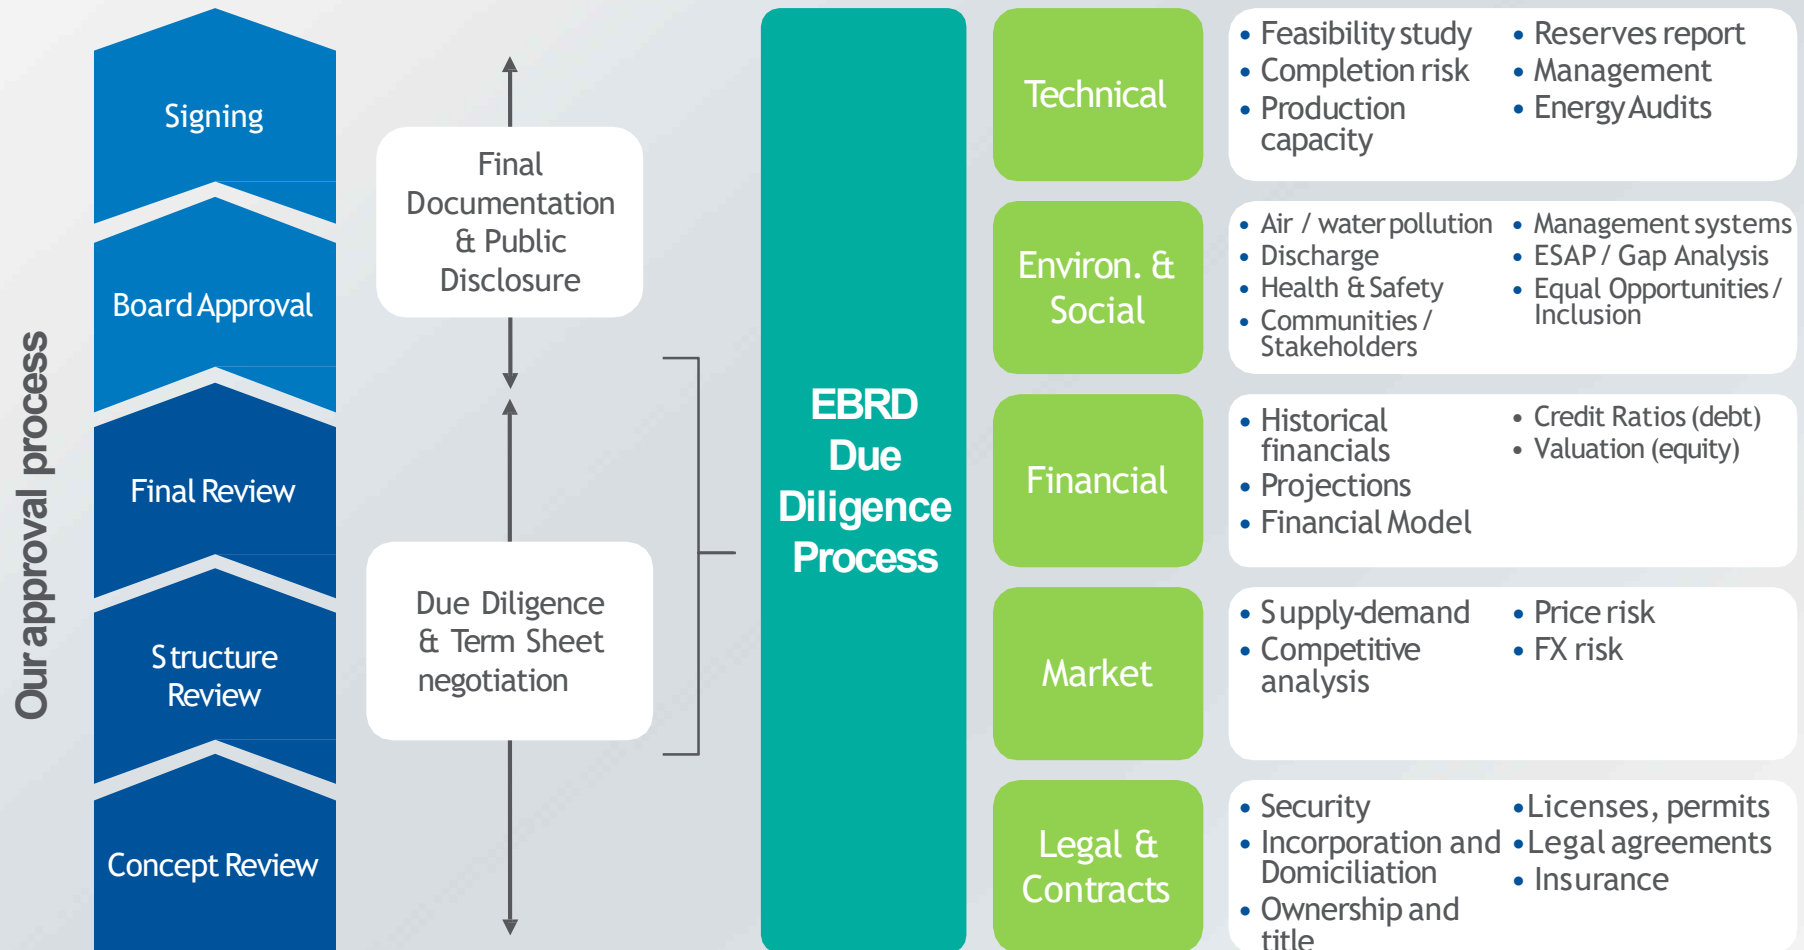 Our approval process
Signing
Board Approval
Final Review
Structure
Review
Concept Review
Final
Documentation
& Public
Disclosure
Due Diligence
& Term Sheet
negotiation
EBRD
Due
Diligence
Process
Technical
• Feasibility study
• Completion risk
• Production
capacity
• Reserves report
• Management
• Energy Audits
Environ. &
Social
• Air / water pollution
• Discharge
• Health & Safety
• Communities /
Stakeholders
• Management systems
• ESAP / Gap Analysis
• Equal Opportunities /
Inclusion
Financial
• Historical
financials
• Projections
• Financial Model
• Credit Ratios (debt)
• Valuation (equity)
Market
• Supply-demand
• Competitive
analysis
• Price risk
• FX risk
Legal &
Contracts
• Security
• Incorporation and
Domiciliation
• Ownership and
title
• Licenses, permits
• Legal agreements
• Insurance